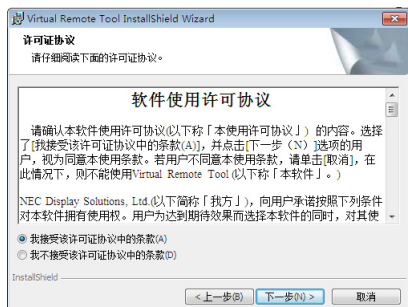 Virtual Remote Tool InstallShield Wizard
许可证协议
请仔细阅读下面的许可证协议。
软件使用许可协议
请确认本软件使用许可协议(以下称「本使用许可协议」) 的内容。选择
了[我接受该许可证协议中的条款(A)]，并点击[下一步（N）]选项的用
户，视为同意本使用条款。若用户不同意本使用条款，请单击[取消]，在
此情况下，则不能使用Virtual Remote Tool (以下称「本软件」。)
NEC Display Solutions, Ltd.(以下简称「我方」)，向用户承诺按照下列条件
对本软件拥有使用权。用户为达到期待效果而选择本软件的同时，对其使
我接受该许可证协议中的条款(A)
我不接受该许可证协议中的条款(D)
InstallShield
<上一步(B) 下一步(N)> 取消